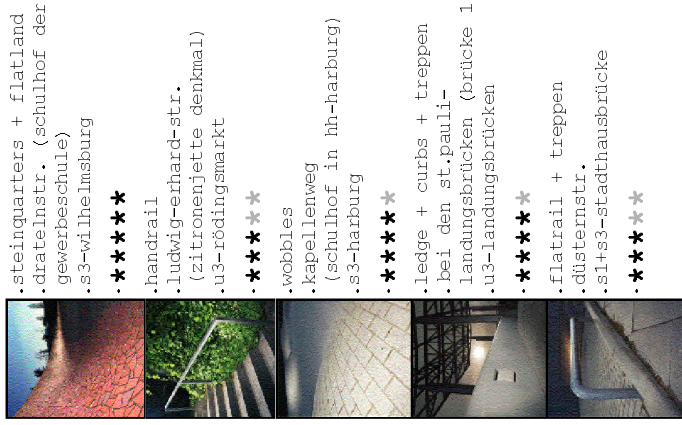 .steinquarters + flatland
.dratelnstr. (schulhof der
gewerbeschule)
.s3-wilhelmsburg
.*****
.handrail
.ludwig-erhard-str.
(zitronenjette denkmal)
.u3-rödingsmarkt
.*****
.wobbles
.kapellenweg
(schulhof in hh-harburg)
.s3-harburg
.*****
.ledge + curbs + treppen
.bei den st.pauli-
landungsbrücken (brücke 1
.u3-landungsbrücken
.*****
.flatrail + treppen
.düsternstr.
.s1+s3-stadthausbrücke
.*****